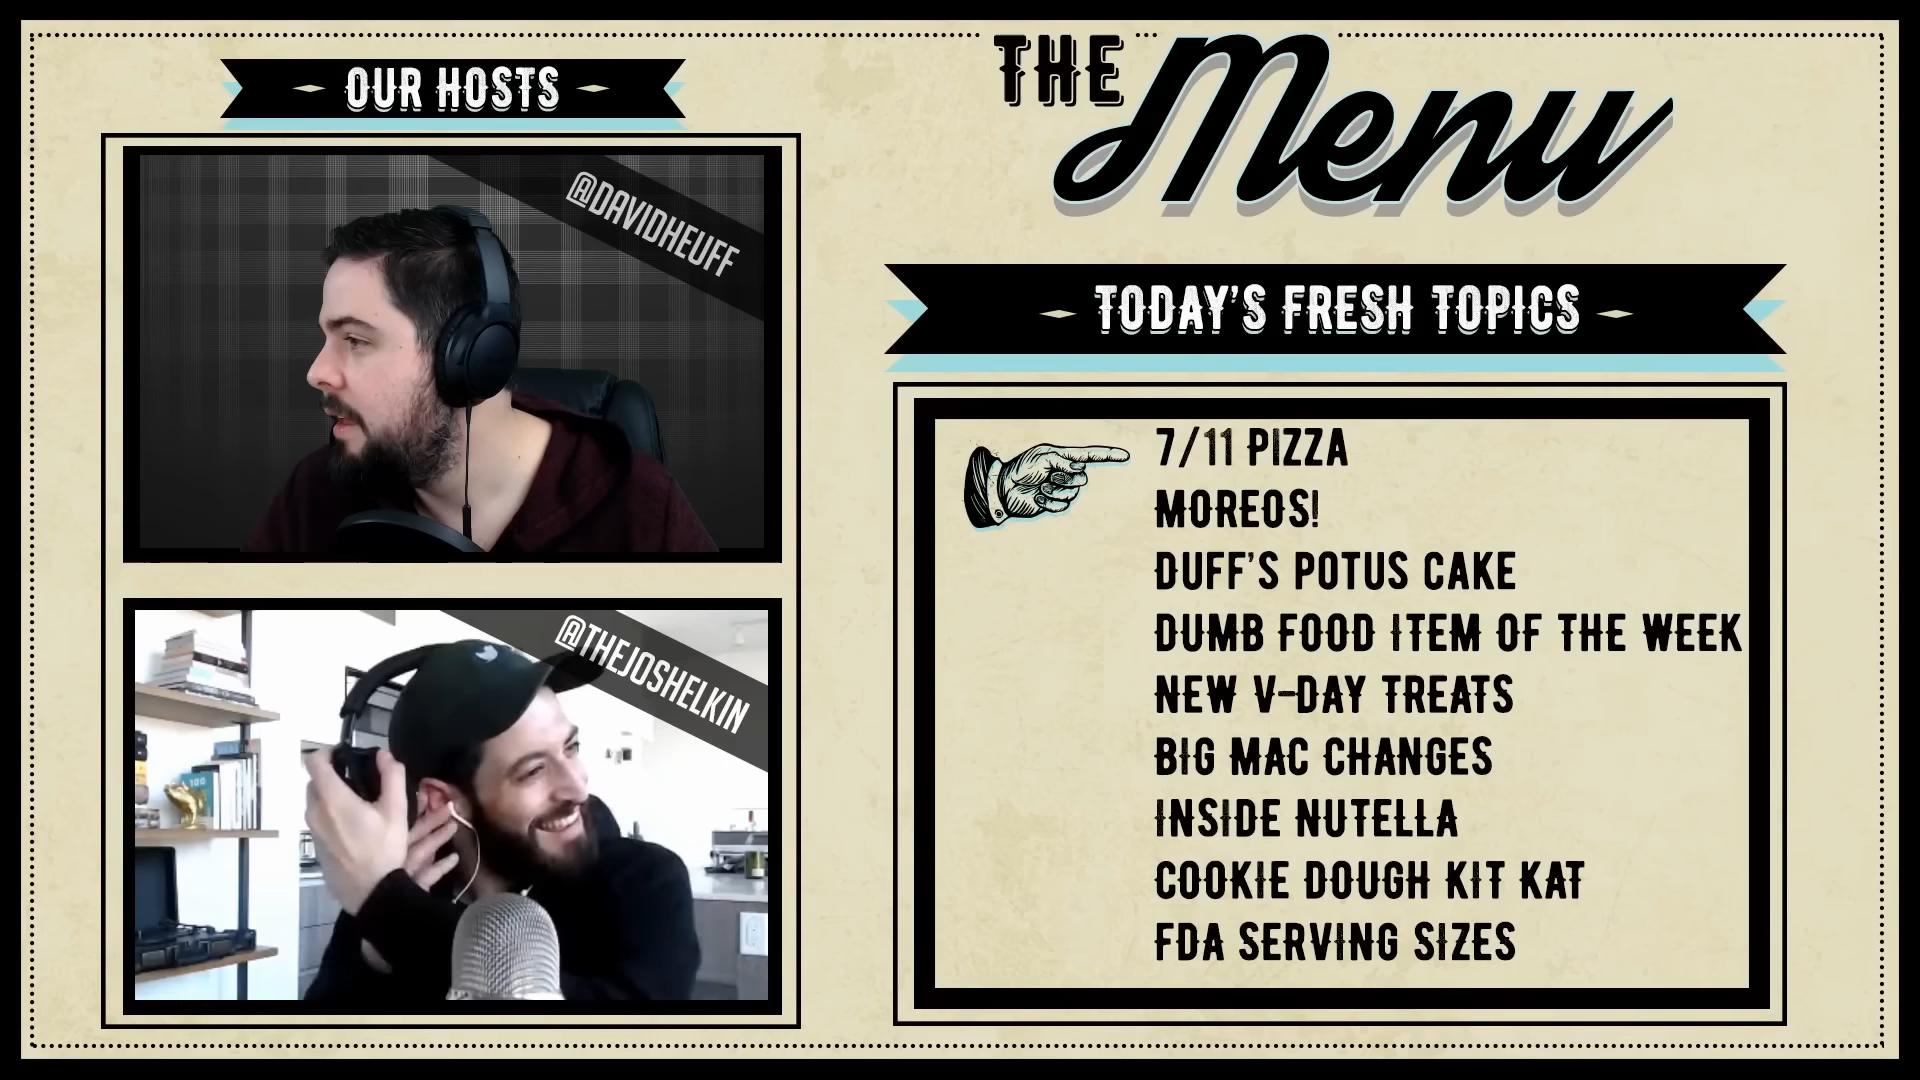 OUR HOSTS
@DAVIDHEUFF
@THEJOSHELKIN
THE Menu
TODAY'S FRESH TOPICS
7/11 PIZZA
MOREOS!
DUFF'S POTUS CAKE
DUMB FOOD ITEM OF THE WEEK
NEW V-DAY TREATS
BIG MAC CHANGES
INSIDE NUTELLA
COOKIE DOUGH KIT KAT
FDA SERVING SIZES